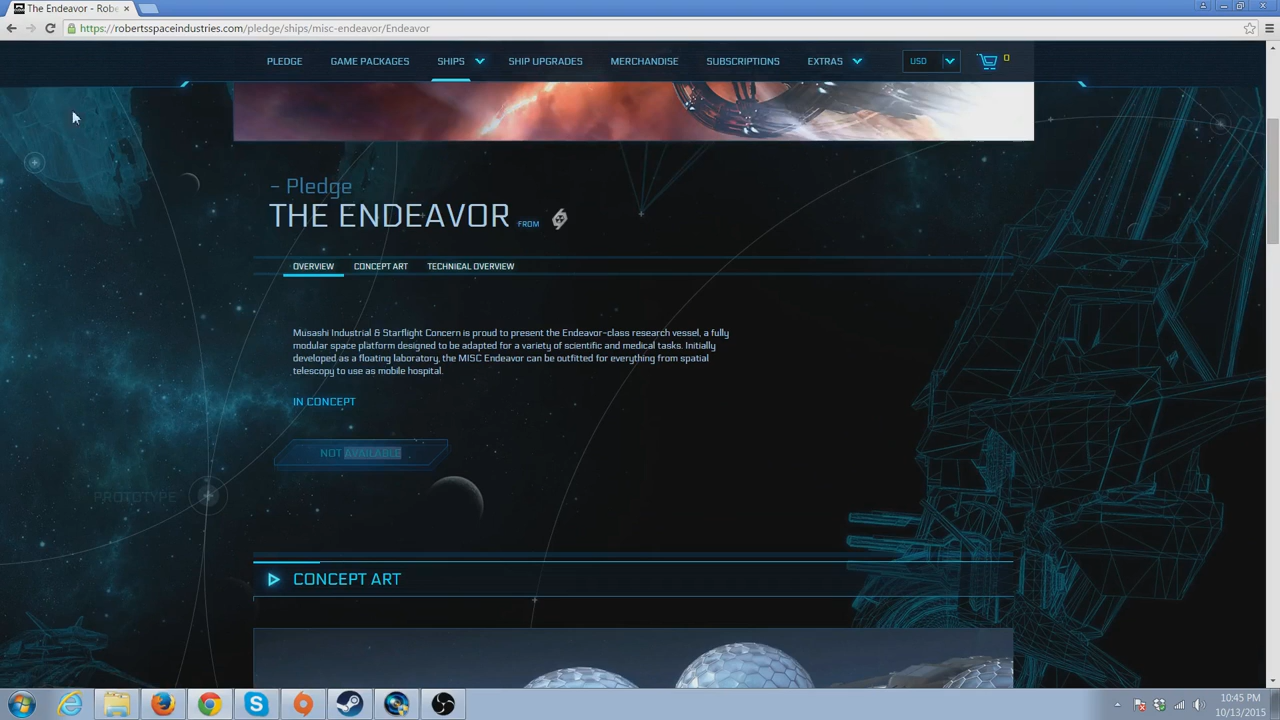 The Endeavor - Robe
https://robertsspaceindustries.com/pledge/ships/misc-endeavor/Endeavor
PLEDGE GAME PACKAGES SHIPS SHIP UPGRADES MERCHANDISE SUBSCRIPTIONS EXTRAS USD 0
- Pledge
THE ENDEAVOR FROM
OVERVIEW CONCEPT ART TECHNICAL OVERVIEW
Musashi Industrial & Starflight Concern is proud to present the Endeavor-class research vessel, a fully
modular space platform designed to be adapted for a variety of scientific and medical tasks. Initially
developed as a floating laboratory, the MISC Endeavor can be outfitted for everything from spatial
telescopy to use as mobile hospital.
IN CONCEPT
NOT AVAILABLE
PROTOTYPE
CONCEPT ART
10:45 PM
10/13/2015